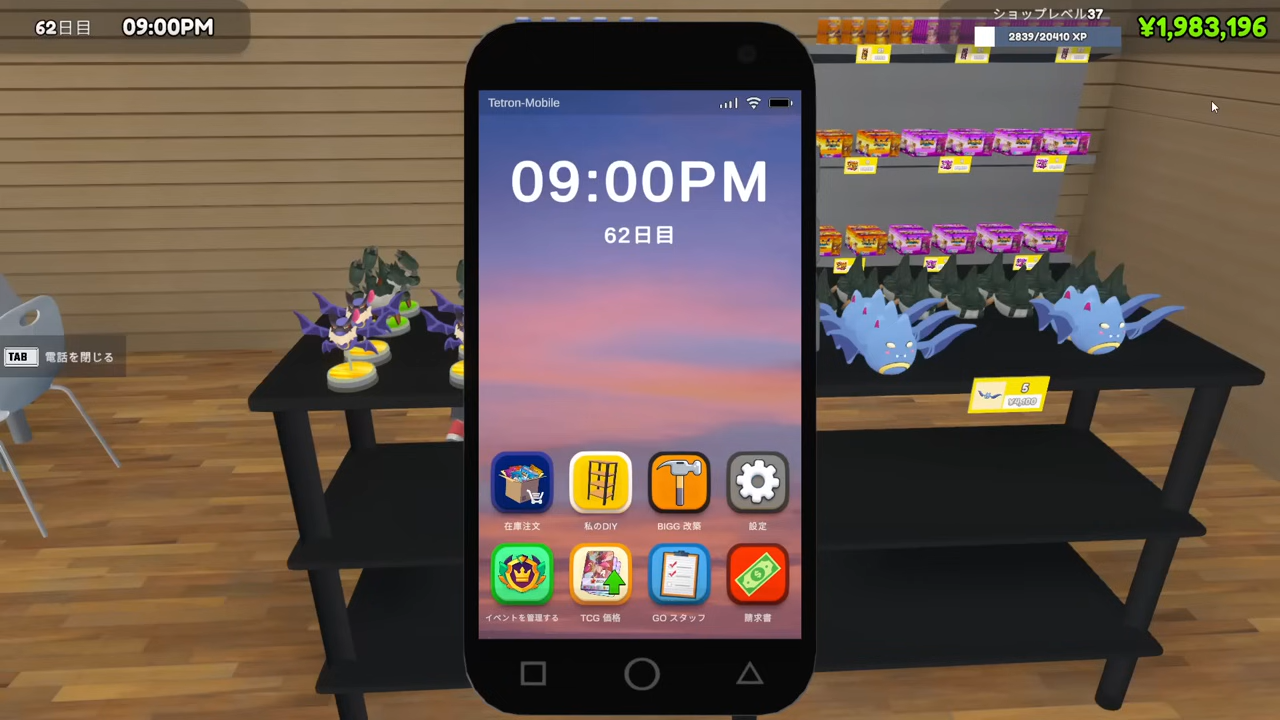 62日目 09:00PM
ショップレベル37
2839/20410 XP
¥1,983,196
Tetron-Mobile
09:00PM
62日目
TAB 電話を閉じる
5
¥4,100
在庫注文
私のDIY
BIGG 改築
設定
イベントを管理する
TCG 価格
GO スタッフ
請求書